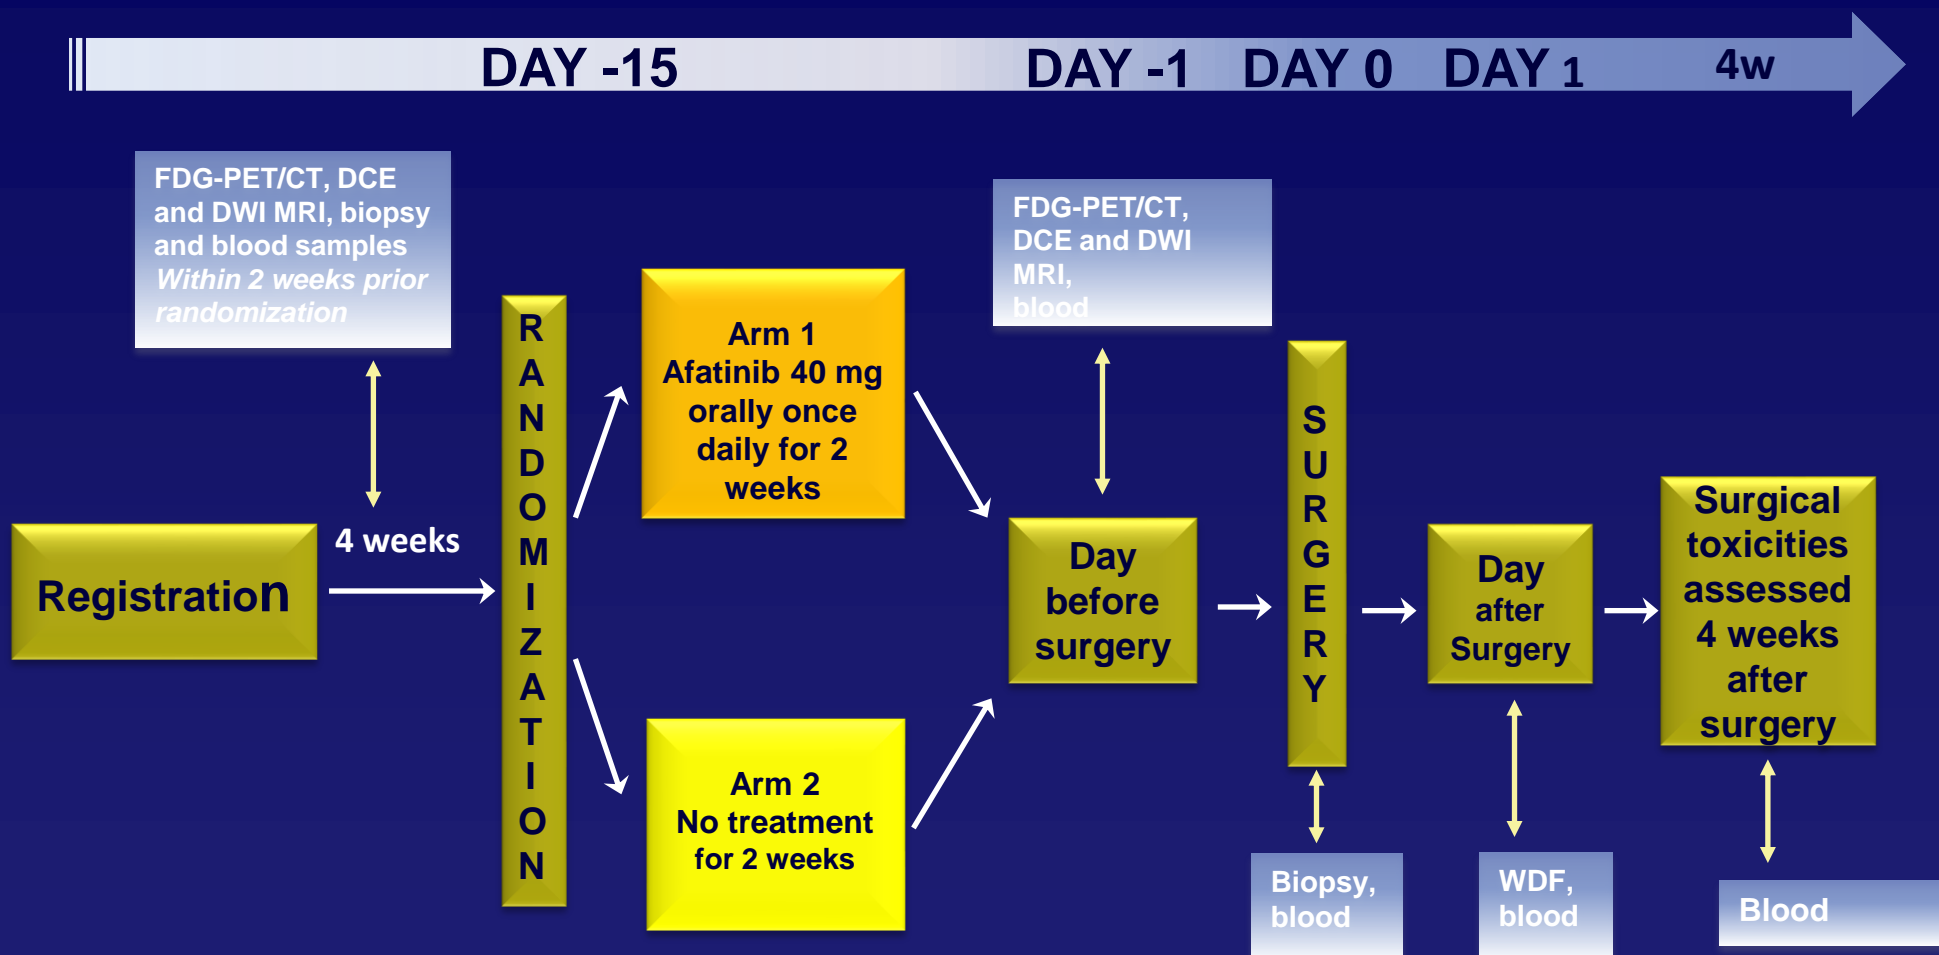 DAY -15
DAY -1
DAY 0
DAY 1
4w
FDG-PET/CT, DCE
and DWI MRI, biopsy
and blood samples
Within 2 weeks prior
randomization
Registration
4 weeks
RANDOMIZATION
Arm 1
Afatinib 40 mg
orally once
daily for 2
weeks
Arm 2
No treatment
for 2 weeks
FDG-PET/CT,
DCE and DWI
MRI,
blood
Day
before
surgery
SURGERY
Biopsy,
blood
Day
after
Surgery
WDF,
blood
Surgical
toxicities
assessed
4 weeks
after
surgery
Blood